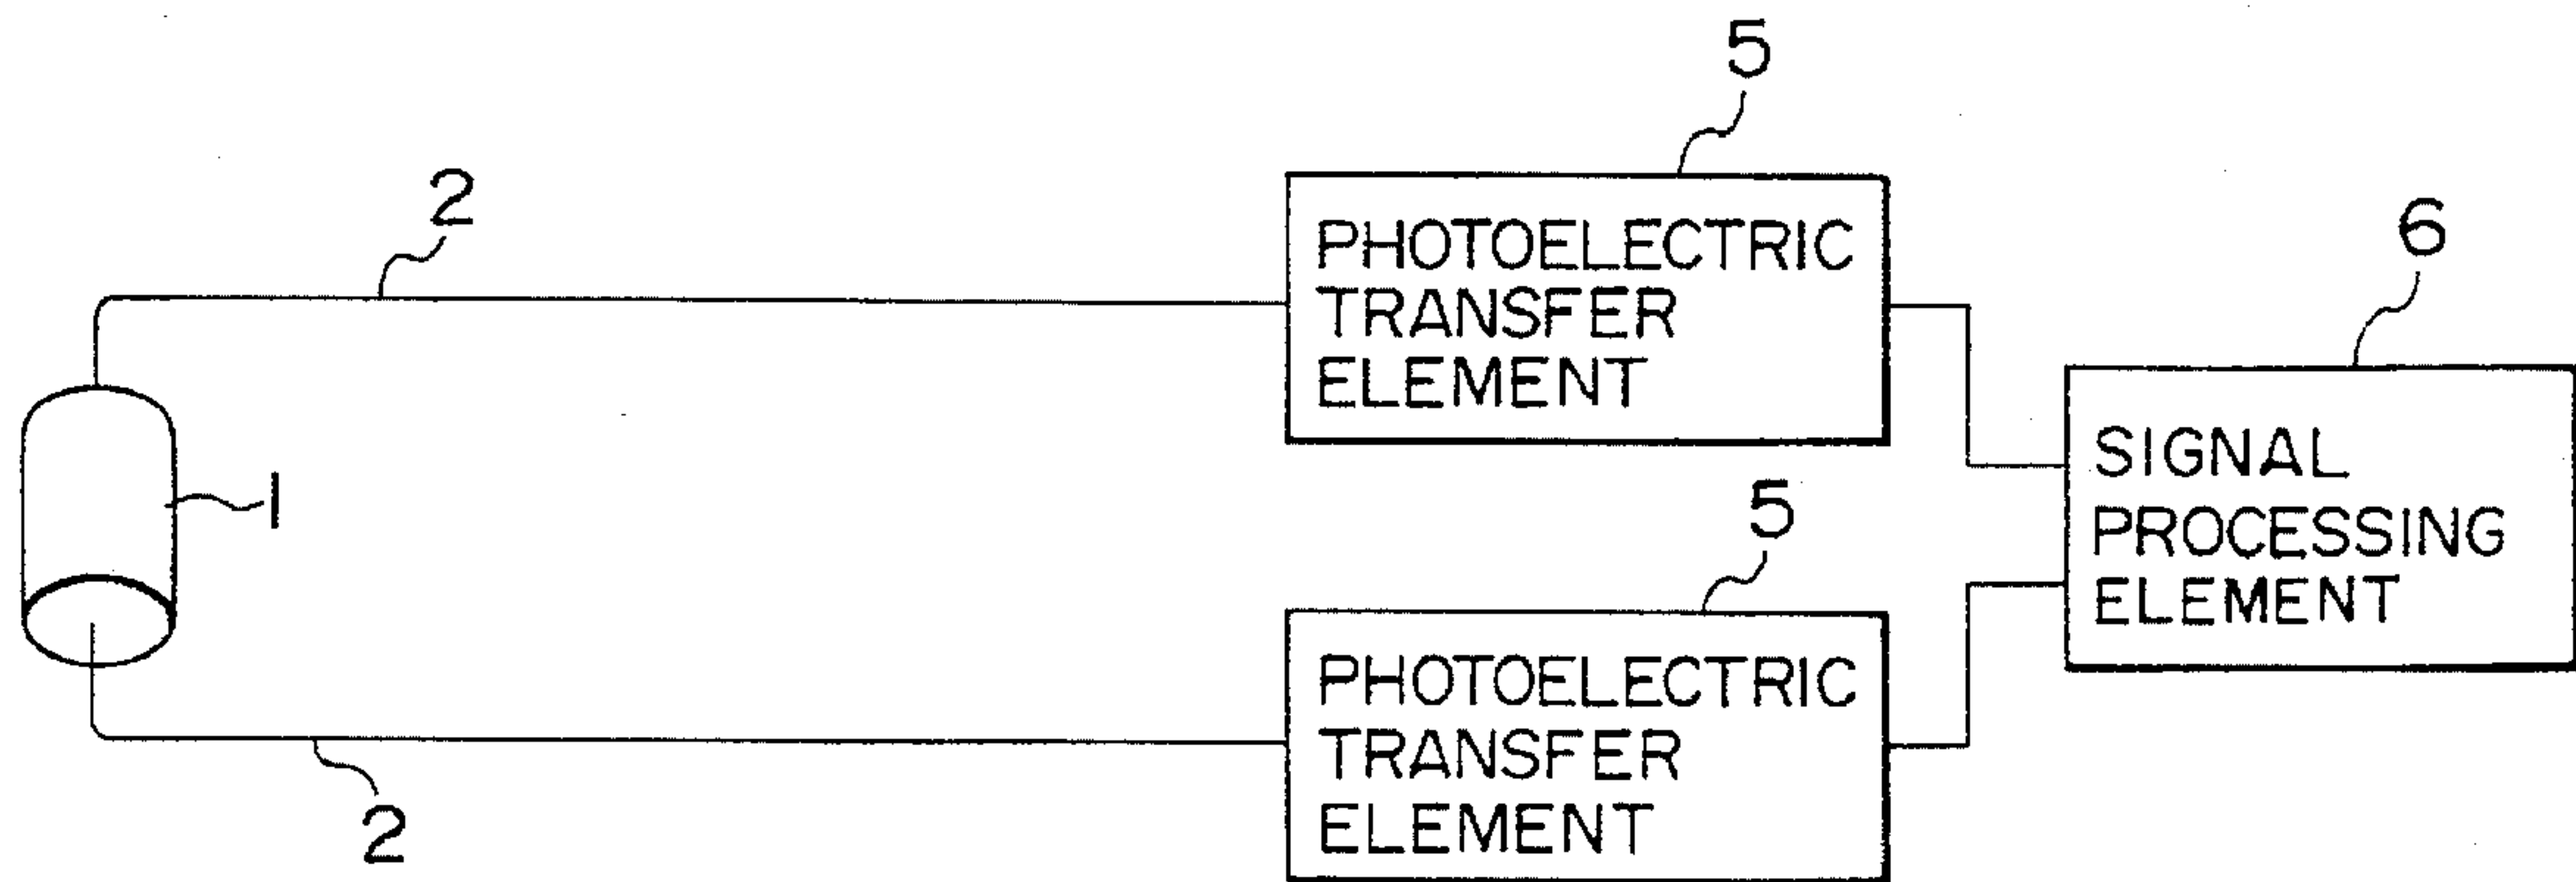 5
2
PHOTOELECTRIC
TRANSFER
ELEMENT
6
1
SIGNAL
PROCESSING
ELEMENT
5
PHOTOELECTRIC
TRANSFER
ELEMENT
2